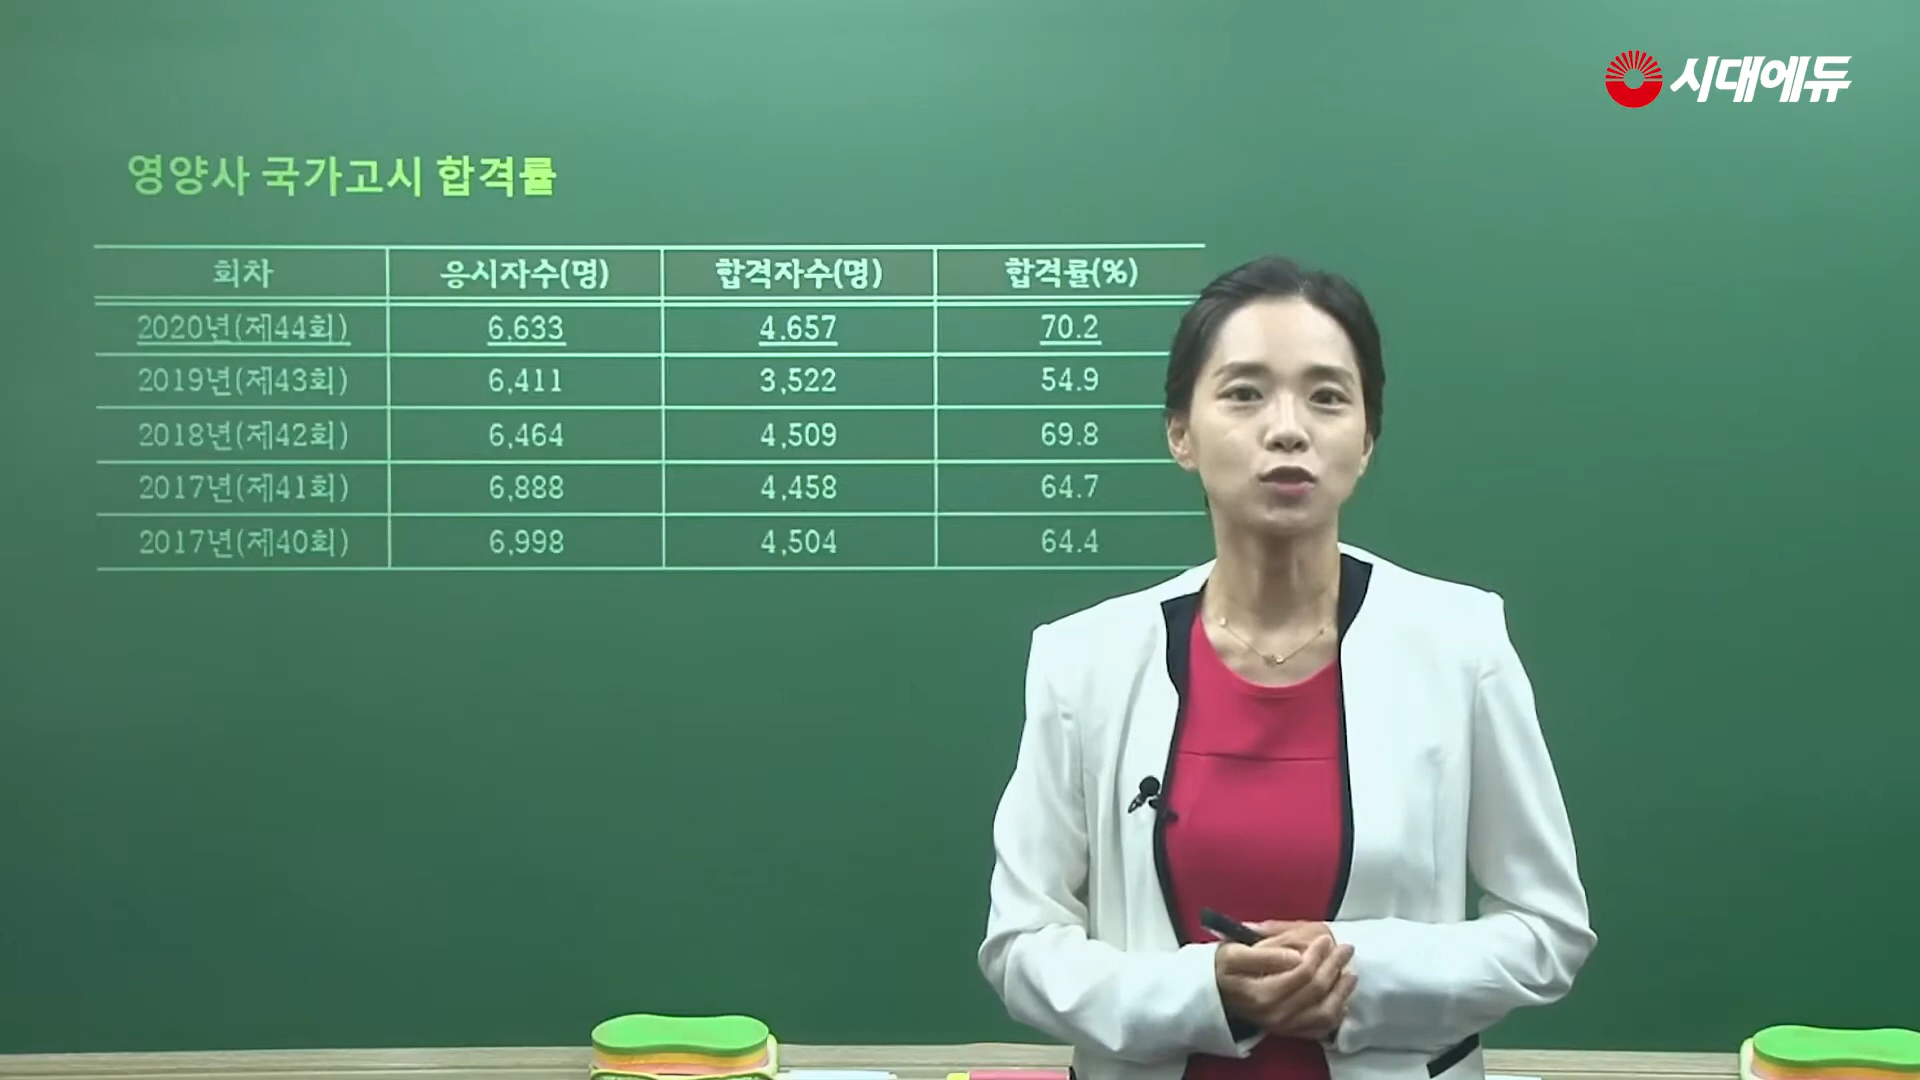 시대에듀
영양사 국가고시 합격률
회차 응시자수(명) 합격자수(명) 합격률(%)
2020년(제44회) 6,633 4,657 70.2
2019년(제43회) 6,411 3,522 54.9
2018년(제42회) 6,464 4,509 69.8
2017년(제41회) 6,888 4,458 64.7
2017년(제40회) 6,998 4,504 64.4